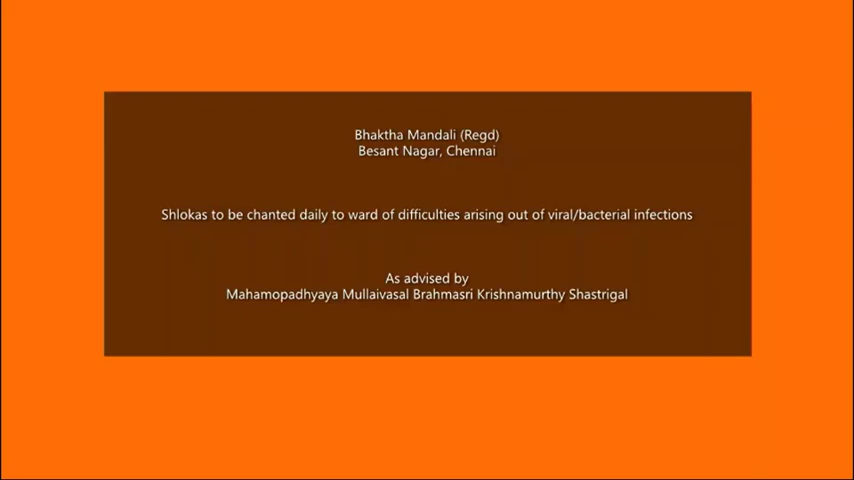 Bhaktha Mandali (Regd)
Besant Nagar, Chennai
Shlokas to be chanted daily to ward of difficulties arising out of viral/bacterial infections
As advised by
Mahamopadhyaya Mullaivasal Brahmasri Krishnamurthy Shastrigal